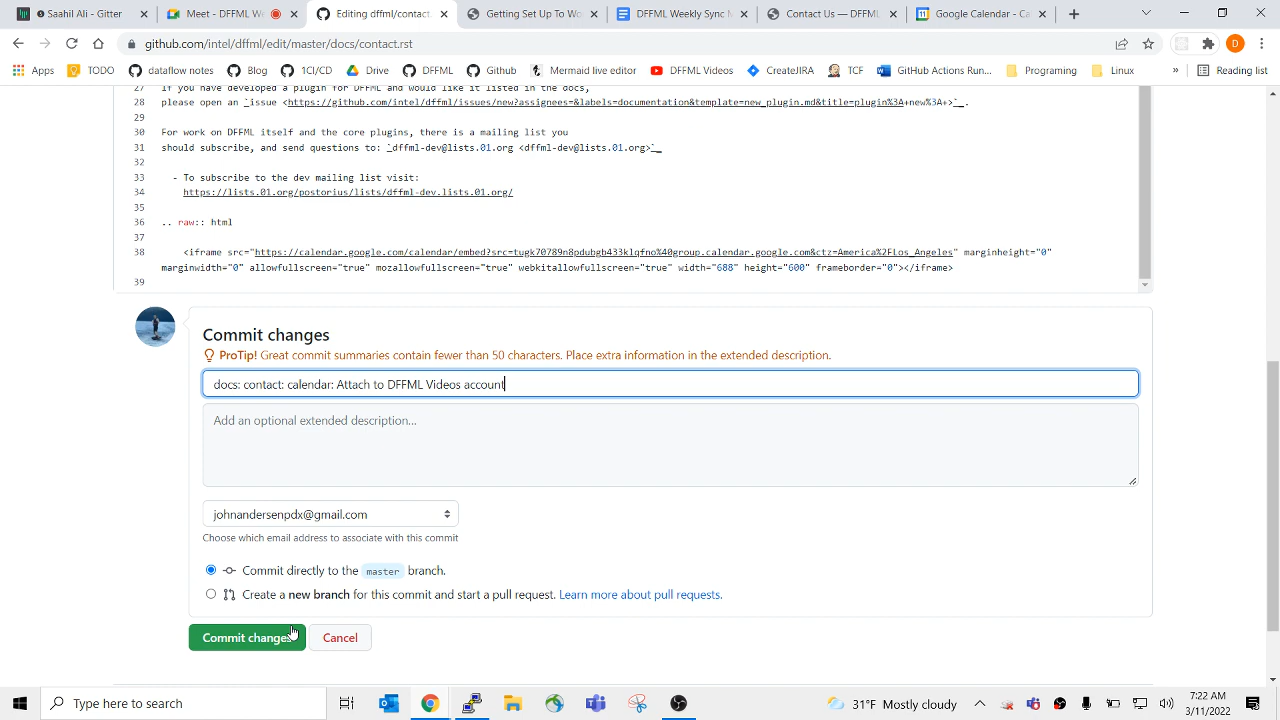 Saahil Ali - Gitter
Meet - DFFML We
Editing dffml/contact.
Getting Set Up To Wo
DFFML Weekly Sync M
Contact Us — DFFML
Google Calendar - Ca
github.com/intel/dffml/edit/master/docs/contact.rst
Apps
TODO
dataflow notes
Blog
1CI/CD
Drive
DFFML
Github
Mermaid live editor
DFFML Videos
CreateJIRA
TCF
GitHub Actions Run...
Programing
Linux
»
Reading list
27 If you have developed a plugin for DFFML and would like it listed in the docs,
28 please open an `issue <https://github.com/intel/dffml/issues/new?assignees=&labels=documentation&template=new_plugin.md&title=plugin%3A+new%3A+>`_.
29
30 For work on DFFML itself and the core plugins, there is a mailing list you
31 should subscribe, and send questions to: `dffml-dev@lists.01.org <dffml-dev@lists.01.org>`_
32
33 - To subscribe to the dev mailing list visit:
34 https://lists.01.org/postorius/lists/dffml-dev.lists.01.org/
35
36 .. raw:: html
37
38 <iframe src="https://calendar.google.com/calendar/embed?src=tugk70789n8pdubgb433klqfno%40group.calendar.google.com&ctz=America%2FLos_Angeles" marginheight="0"
marginwidth="0" allowfullscreen="true" mozallowfullscreen="true" webkitallowfullscreen="true" width="688" height="600" frameborder="0"></iframe>
39
Commit changes
ProTip! Great commit summaries contain fewer than 50 characters. Place extra information in the extended description.
docs: contact: calendar: Attach to DFFML Videos account
Add an optional extended description...
johnandersenpdx@gmail.com
Choose which email address to associate with this commit
Commit directly to the master branch.
Create a new branch for this commit and start a pull request. Learn more about pull requests.
Commit changes Cancel
Type here to search
31°F Mostly cloudy
7:22 AM
3/11/2022